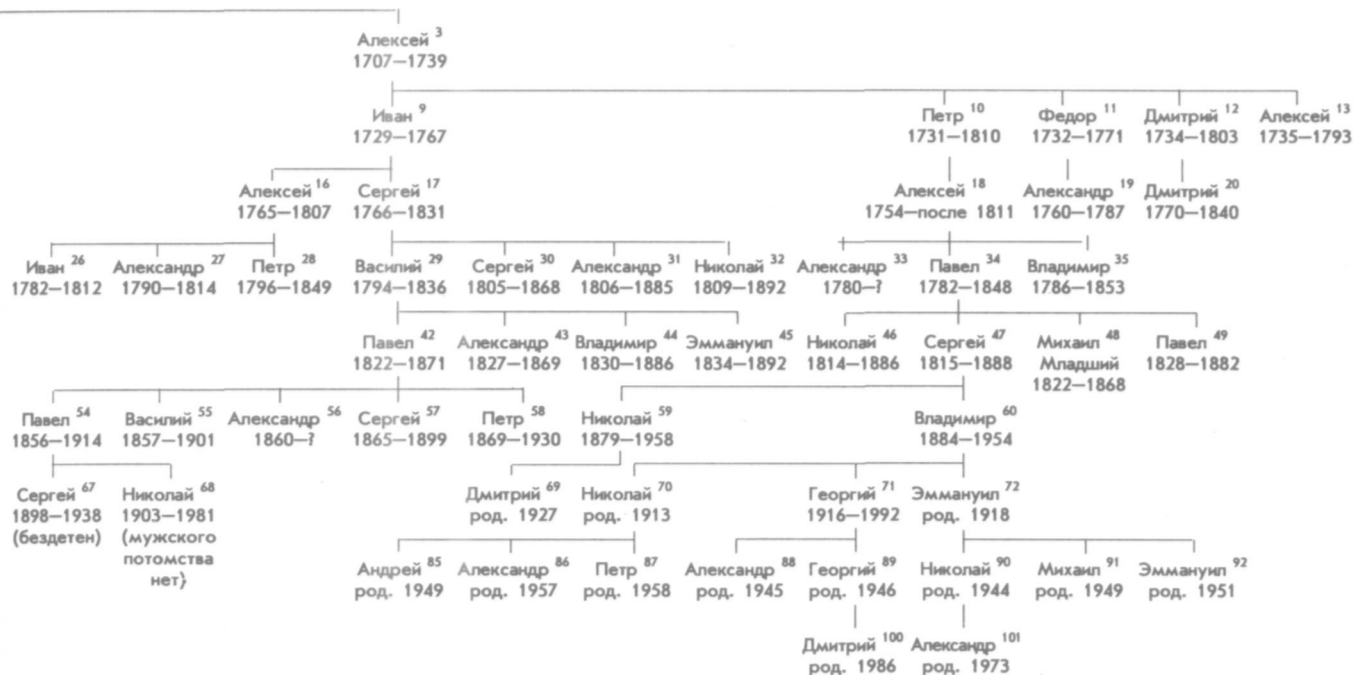 Алексей 3
1707—1739
Иван 9 Петр 10 Федор 11 Дмитрий 12 Алексей 13
1729—1767 1731—1810 1732—1771 1734—1803 1735—1793
Алексей 16 Сергей 17 Алексей 18 Александр 19 Дмитрий 20
1765—1807 1766—1831 1754—после 1811 1760—1787 1770—1840
Иван 26 Александр 27 Петр 28 Василий 29 Сергей 30 Александр 31 Николай 32 Александр 33 Павел 34 Владимир 35
1782—1812 1790—1814 1796—1849 1794—1836 1805—1868 1806—1885 1809—1892 1780—? 1782—1848 1786—1853
Павел 42 Александр 43 Владимир 44 Эммануил 45 Николай 46 Сергей 47 Михаил 48 Павел 49
1822—1871 1827—1869 1830—1886 1834—1892 1814—1886 1815—1888 Младший 1828—1882
1822—1868
Павел 54 Василий 55 Александр 56 Сергей 57 Петр 58 Николай 59 Владимир 60
1856—1914 1857—1901 1860—? 1865—1899 1869—1930 1879—1958 1884—1954
Сергей 67 Николай 68 Дмитрий 69 Николай 70 Георгий 71 Эммануил 72
1898—1938 1903—1981 род. 1927 род. 1913 1916—1992 род. 1918
(бездетен) (мужского
потомства
нет)
Андрей 85 Александр 86 Петр 87 Александр 88 Георгий 89 Николай 90 Михаил 91 Эммануил 92
род. 1949 род. 1957 род. 1958 род. 1945 род. 1946 род. 1944 род. 1949 род. 1951
Дмитрий 100 Александр 101
род. 1986 род. 1973